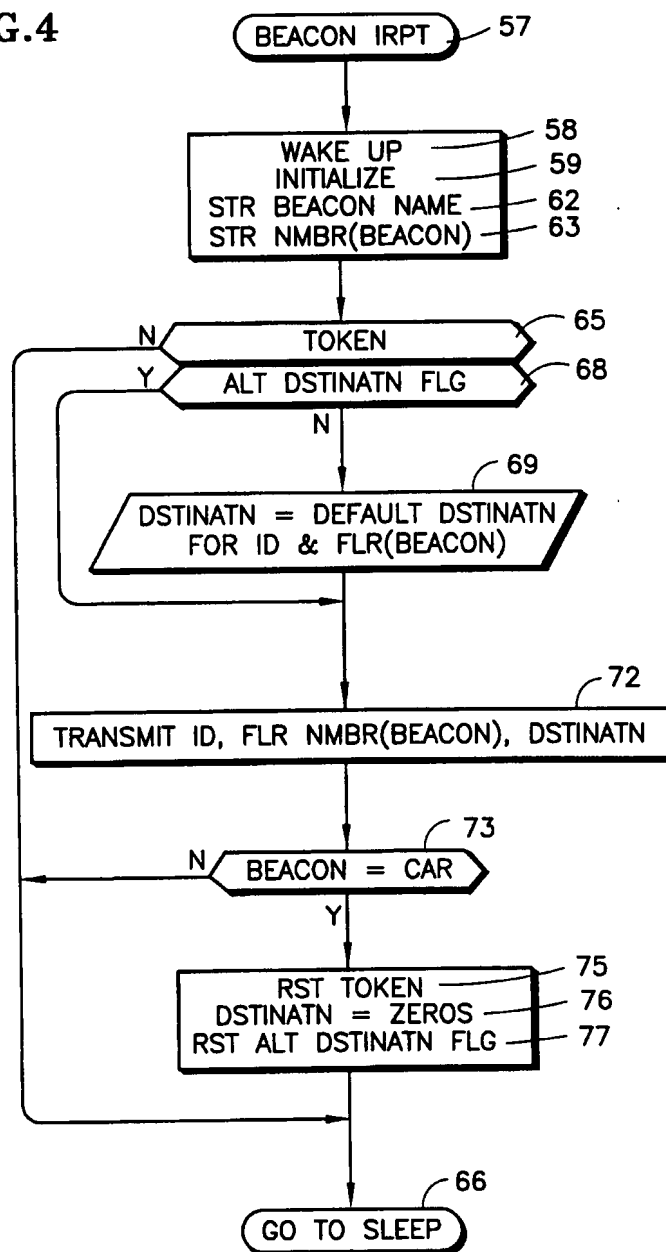 G.4
BEACON IRPT 57
WAKE UP 58
INITIALIZE 59
STR BEACON NAME 62
STR NMBR(BEACON) 63
N TOKEN 65
Y ALT DSTINATN FLG 68
N
69
DSTINATN = DEFAULT DSTINATN
FOR ID & FLR(BEACON)
72
TRANSMIT ID, FLR NMBR(BEACON), DSTINATN
73
N BEACON = CAR
Y
RST TOKEN 75
DSTINATN = ZEROS 76
RST ALT DSTINATN FLG 77
66
GO TO SLEEP